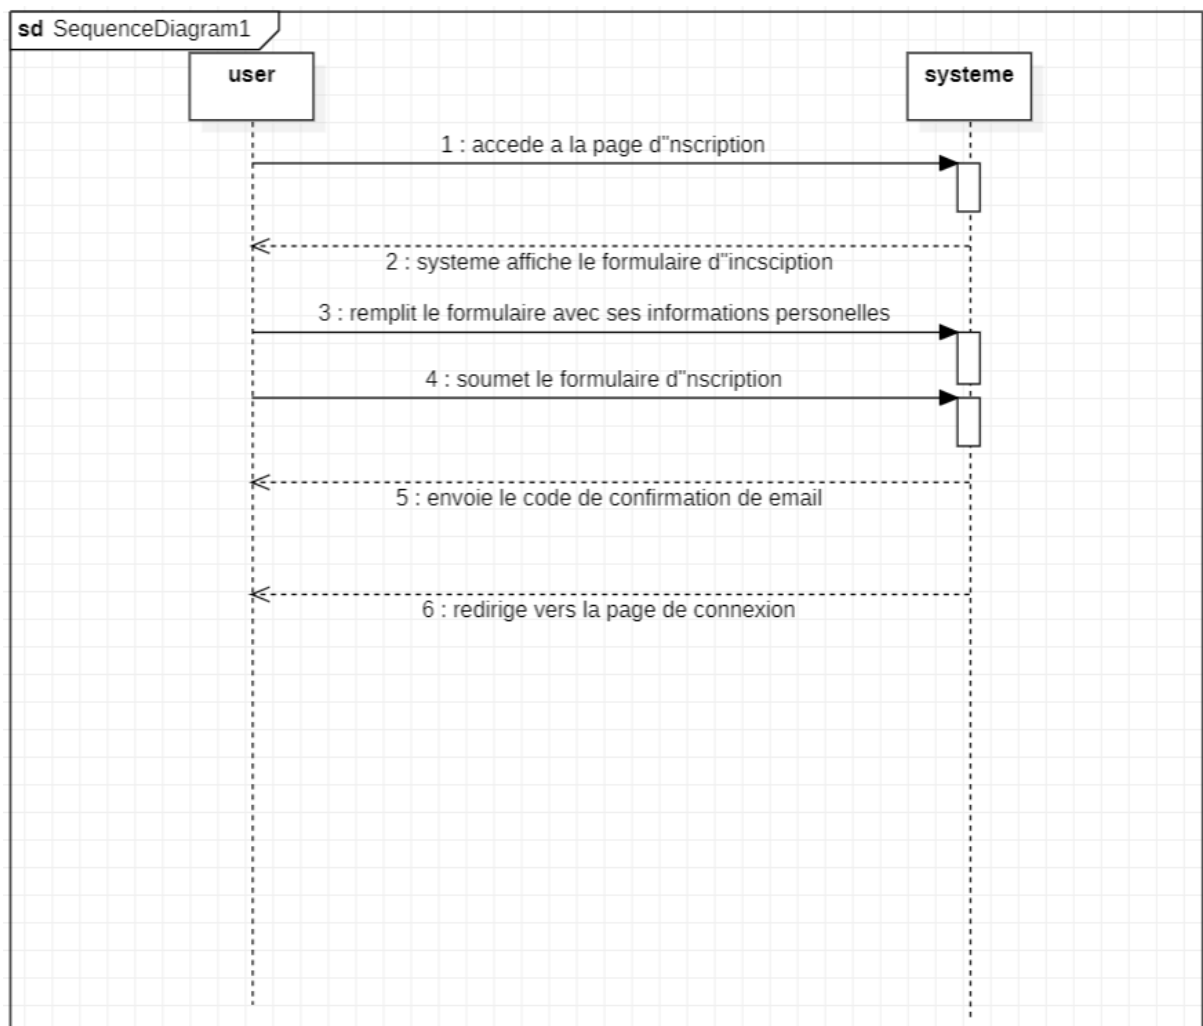 sd SequenceDiagram1
user
systeme
1 : accede a la page d"nscription
2 : systeme affiche le formulaire d"incsciption
3 : remplit le formulaire avec ses informations personelles
4 : soumet le formulaire d"nscription
5 : envoie le code de confirmation de email
6 : redirige vers la page de connexion